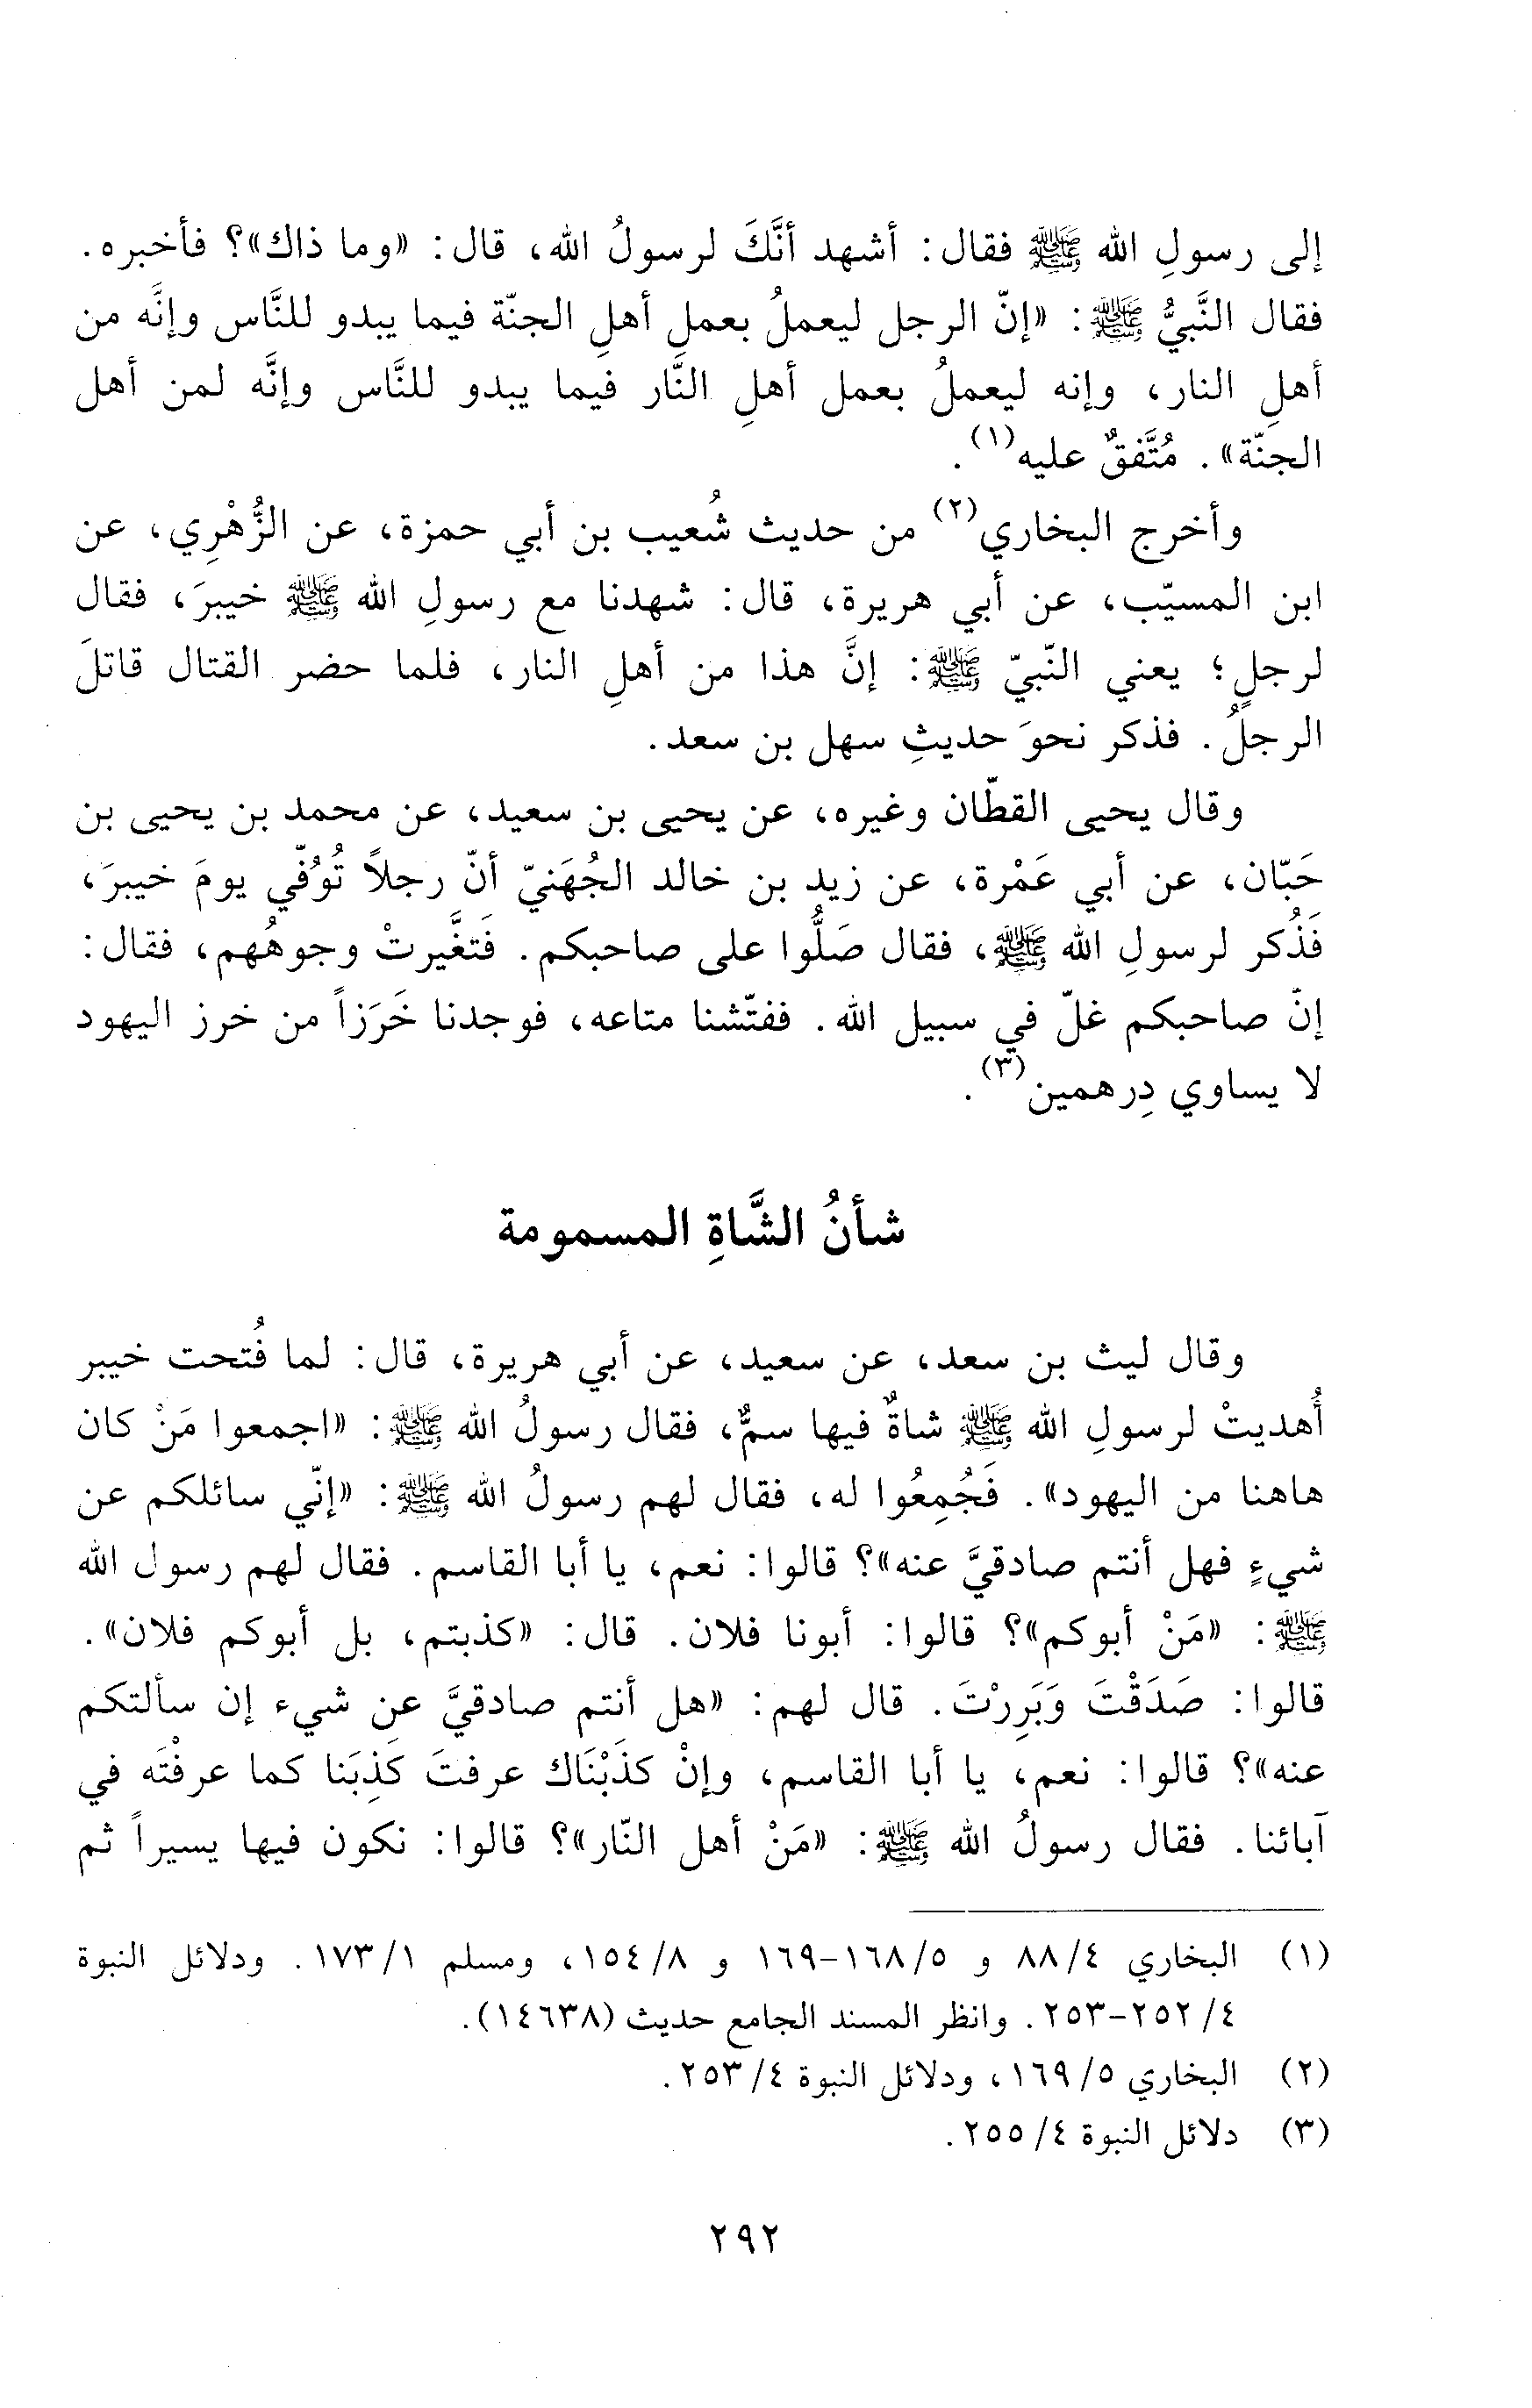 إلى رسولِ الله ﷺ فقال: أشهد أنَّكَ لرسولُ الله، قال: «وما ذاك»؟ فأخبره.
فقال النَّبيُّ ﷺ: «إنّ الرجل ليعملُ بعمل أهلِ الجنّة فيما يبدو للنَّاس وإنَّه من
أهلِ النار، وإنه ليعملُ بعمل أهلِ النَّار فيما يبدو للنَّاس وإنَّه لمن أهل
الجنّة». مُتَّفقٌ عليه(١).
وأخرج البخاري(٢) من حديث شُعيب بن أبي حمزة، عن الزُّهْرِي، عن
ابن المسيّب، عن أبي هريرة، قال: شهدنا مع رسولِ الله ﷺ خيبرَ، فقال
لرجلٍ؛ يعني النّبيّ ﷺ: إنَّ هذا من أهلِ النار، فلما حضر القتال قاتلَ
الرجلُ. فذكر نحوَ حديثِ سهل بن سعد.
وقال يحيى القطّان وغيره، عن يحيى بن سعيد، عن محمد بن يحيى بن
حَبّان، عن أبي عَمْرة، عن زيد بن خالد الجُهَنيّ أنّ رجلاً تُوُفّي يومَ خيبرَ،
فَذُكر لرسولِ الله ﷺ، فقال صَلُّوا على صاحبكم. فَتغَّيرتْ وجوهُهم، فقال:
إنّ صاحبكم غلّ في سبيل الله. ففتّشنا متاعه، فوجدنا خَرَزاً من خرز اليهود
لا يساوي دِرهمين(٣).
شأنُ الشَّاةِ المسمومة
وقال ليث بن سعد، عن سعيد، عن أبي هريرة، قال: لما فُتحت خيبر
أُهديتْ لرسولِ الله ﷺ شاةٌ فيها سمٌّ، فقال رسولُ الله ﷺ: «اجمعوا مَنْ كان
هاهنا من اليهود». فَجُمِعُوا له، فقال لهم رسولُ الله ﷺ: «إنّي سائلكم عن
شيءٍ فهل أنتم صادقيَّ عنه»؟ قالوا: نعم، يا أبا القاسم. فقال لهم رسول الله
ﷺ: «مَنْ أبوكم»؟ قالوا: أبونا فلان. قال: «كذبتم، بل أبوكم فلان».
قالوا: صَدَقْتَ وَبَرِرْتَ. قال لهم: «هل أنتم صادقيَّ عن شيء إن سألتكم
عنه»؟ قالوا: نعم، يا أبا القاسم، وإنْ كذَبْنَاك عرفتَ كَذِبَنا كما عرفْتَه في
آبائنا. فقال رسولُ الله ﷺ: «مَنْ أهل النّار»؟ قالوا: نكون فيها يسيراً ثم
(١) البخاري ٤/٨٨ و ٥/١٦٨-١٦٩ و ٨/١٥٤، ومسلم ١/١٧٣. ودلائل النبوة
٤/٢٥٢-٢٥٣. وانظر المسند الجامع حديث (١٤٦٣٨).
(٢) البخاري ٥/١٦٩، ودلائل النبوة ٤/٢٥٣.
(٣) دلائل النبوة ٤/٢٥٥.
٢٩٢